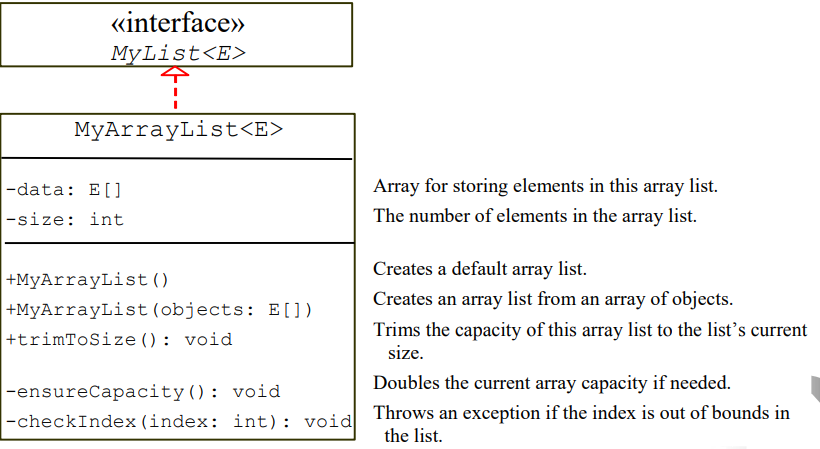 «interface»
MyList<E>
MyArrayList<E>
-data: E[]
Array for storing elements in this array list.
-size: int
The number of elements in the array list.
+MyArrayList()
Creates a default array list.
+MyArrayList(objects: E[])
Creates an array list from an array of objects.
+trimToSize(): void
Trims the capacity of this array list to the list’s current
size.
-ensureCapacity(): void
Doubles the current array capacity if needed.
-checkIndex(index: int): void
Throws an exception if the index is out of bounds in
the list.